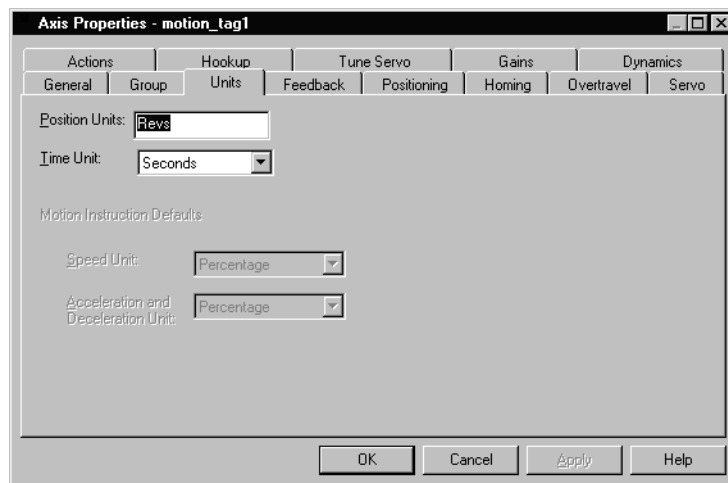 Axis Properties - motion_tag1
Actions Hookup Tune Servo Gains Dynamics
General Group Units Feedback Positioning Homing Overtravel Servo
Position Units: Revs
Time Unit: Seconds
Motion Instruction Defaults
Speed Unit: Percentage
Acceleration and
Deceleration Unit: Percentage
OK Cancel Apply Help